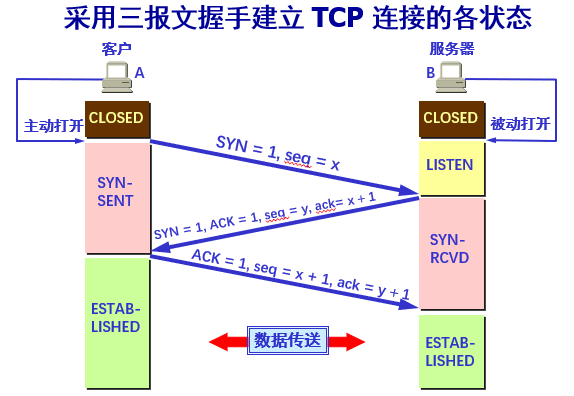 采用三报文握手建立 TCP 连接的各状态
客户
服务器
A
B
CLOSED
CLOSED
主动打开
被动打开
SYN = 1, seq = x
LISTEN
SYN-
SENT
SYN = 1, ACK = 1, seq = y, ack= x + 1
SYN-
RCVD
ACK = 1, seq = x + 1, ack = y + 1
ESTAB-
LISHED
数据传送
ESTAB-
LISHED